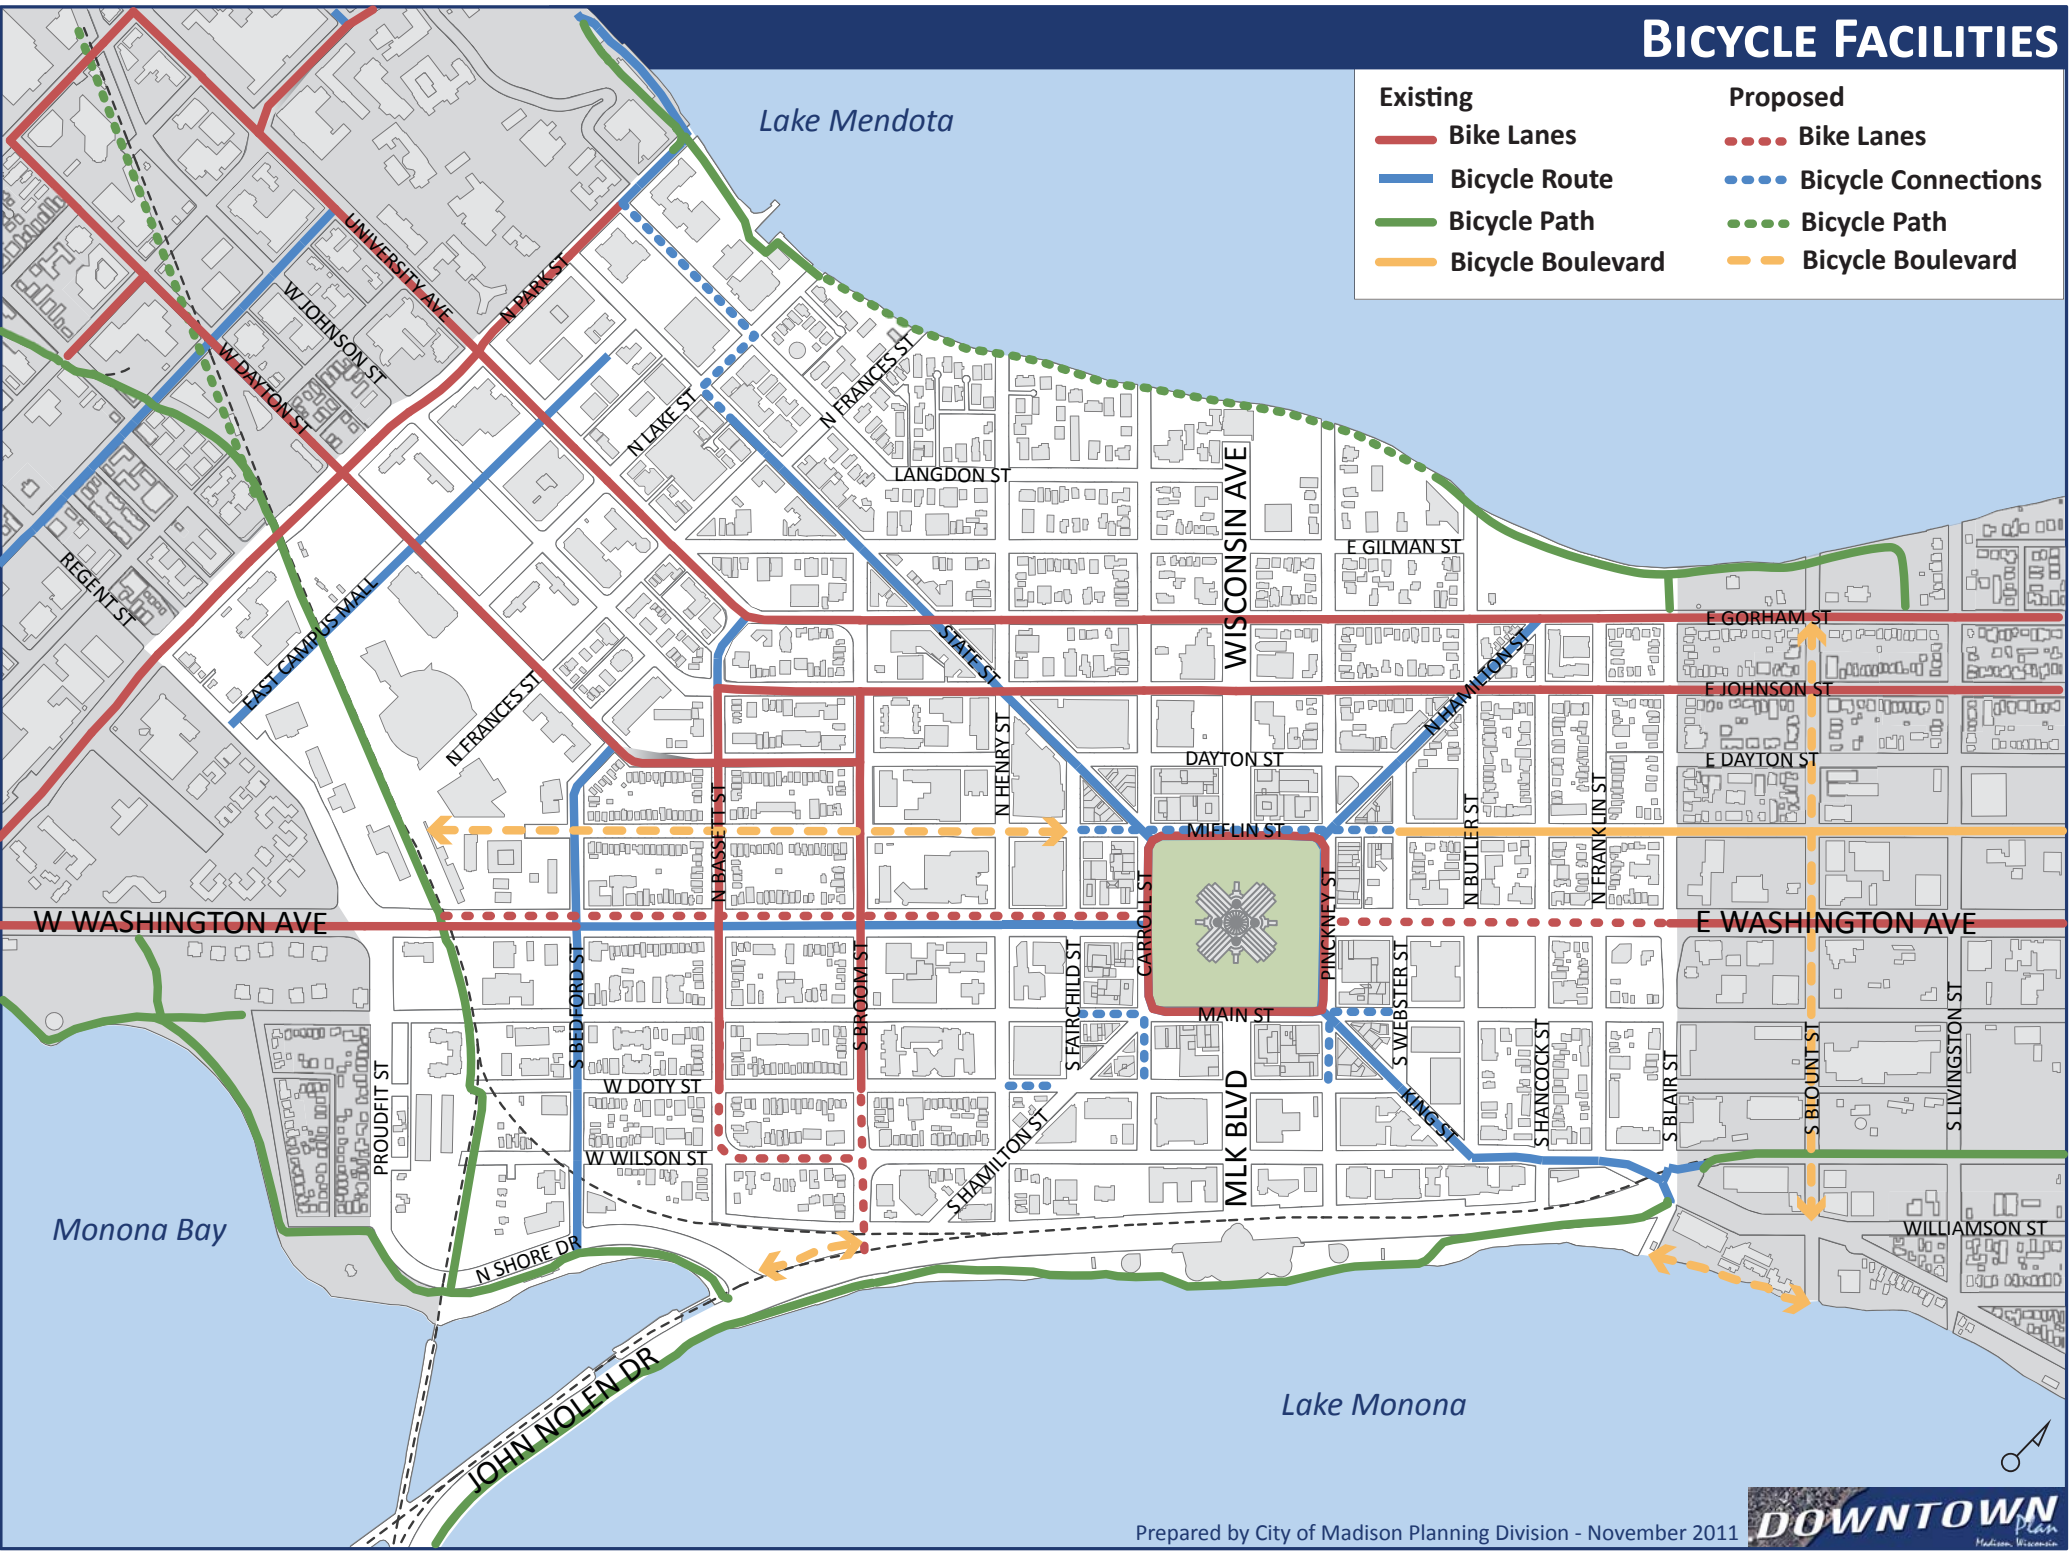 BICYCLE FACILITIES
Existing
Proposed
Bike Lanes
Bike Lanes
Bicycle Route
Bicycle Connections
Bicycle Path
Bicycle Path
Bicycle Boulevard
Bicycle Boulevard
Lake Mendota
UNIVERSITY AVE
N PARK ST
W JOHNSON ST
W DAYTON ST
N LAKE ST
N FRANCES ST
LANGDON ST
WISCONSIN AVE
E GILMAN ST
REGENT ST
EAST CAMPUS MALL
E GORHAM ST
STATE ST
N HAMILTON ST
N FRANCES ST
E JOHNSON ST
N HENRY ST
DAYTON ST
E DAYTON ST
N BASSETT ST
N BUTLER ST
N FRANKLIN ST
MIFFLIN ST
W WASHINGTON AVE
CARROLL ST
PINCKNEY ST
E WASHINGTON AVE
S BEDFORD ST
S BROOM ST
S FAIRCHILD ST
S WEBSTER ST
MAIN ST
S LIVINGSTON ST
PROUDFIT ST
W DOTY ST
MLK BLVD
KING ST
S HANCOCK ST
S BLAIR ST
S BLOUNT ST
W WILSON ST
S HAMILTON ST
Monona Bay
N SHORE DR
WILLIAMSON ST
JOHN NOLEN DR
Lake Monona
Prepared by City of Madison Planning Division - November 2011
DOWNTOWN
Plan
Madison, Wisconsin